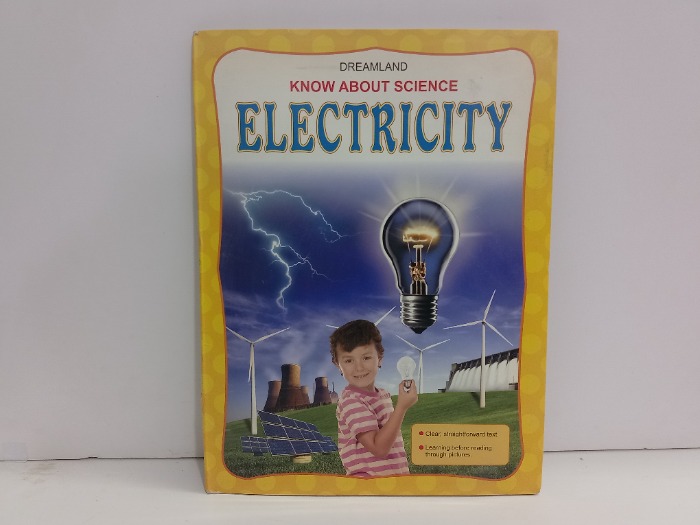 DREAMLAND
KNOW ABOUT SCIENCE
ELECTRICITY
Clear, straightforward text.
Learning before reading
through pictures.